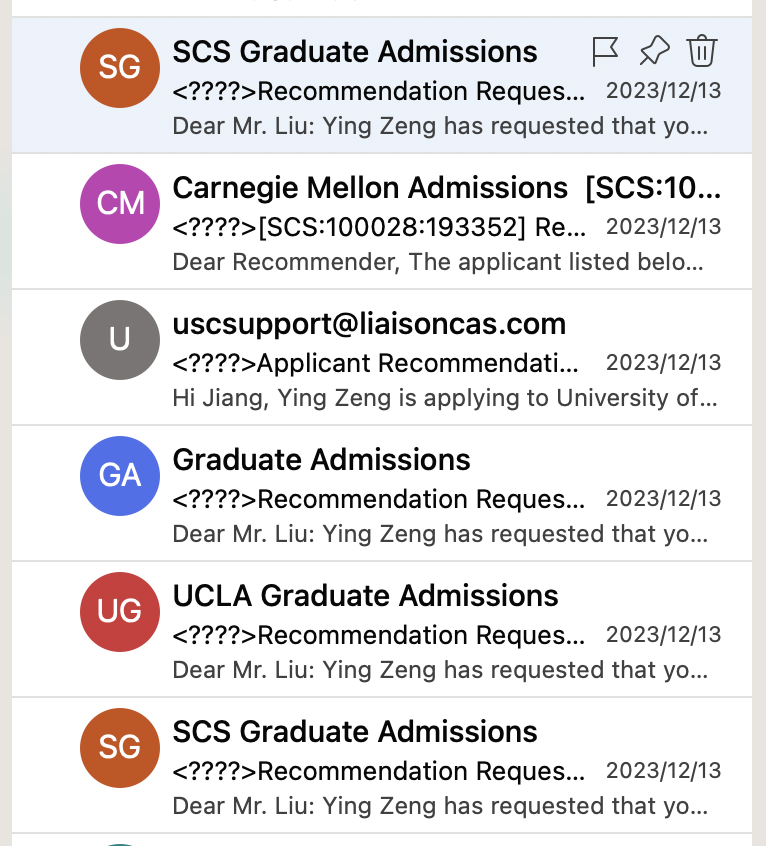 SG
SCS Graduate Admissions
<????>Recommendation Reques... 2023/12/13
Dear Mr. Liu: Ying Zeng has requested that yo...
CM
Carnegie Mellon Admissions [SCS:10...
<????>[SCS:100028:193352] Re... 2023/12/13
Dear Recommender, The applicant listed belo...
U
uscsupport@liaisoncas.com
<????>Applicant Recommendati... 2023/12/13
Hi Jiang, Ying Zeng is applying to University of...
GA
Graduate Admissions
<????>Recommendation Reques... 2023/12/13
Dear Mr. Liu: Ying Zeng has requested that yo...
UG
UCLA Graduate Admissions
<????>Recommendation Reques... 2023/12/13
Dear Mr. Liu: Ying Zeng has requested that yo...
SG
SCS Graduate Admissions
<????>Recommendation Reques... 2023/12/13
Dear Mr. Liu: Ying Zeng has requested that yo...